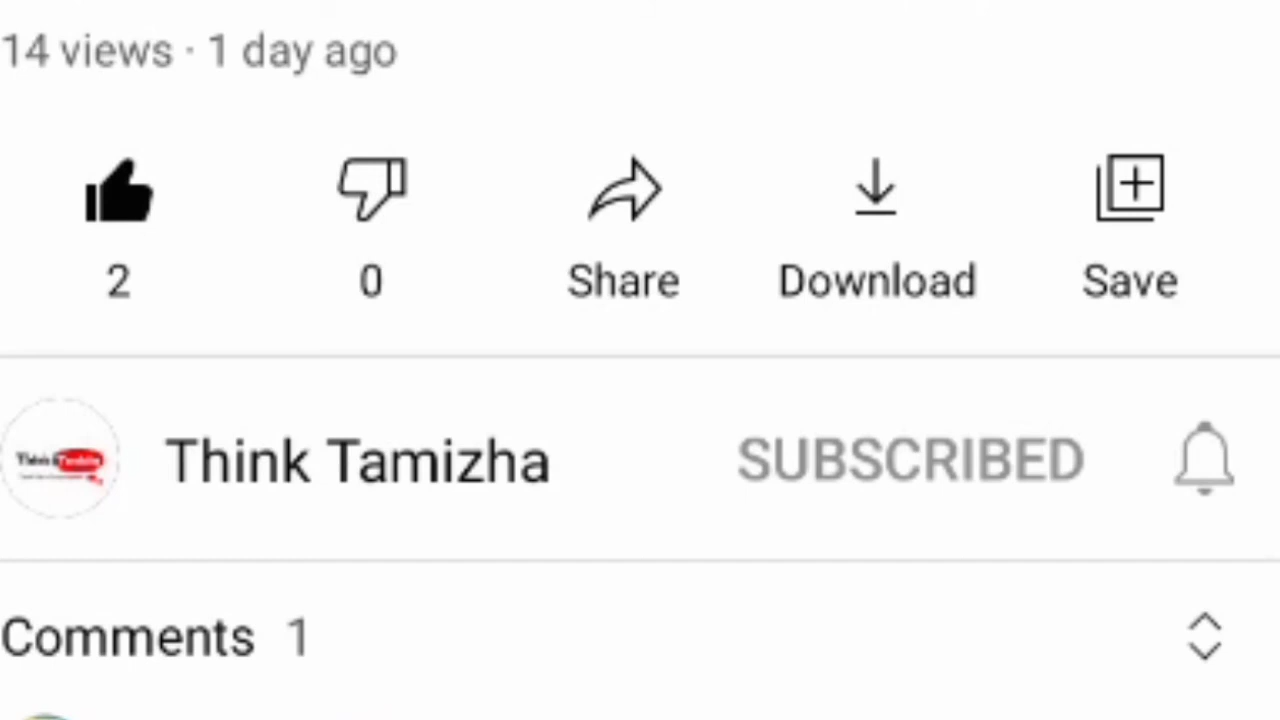 14 views · 1 day ago
2
0
Share
Download
Save
Think Tamizha
SUBSCRIBED
Comments 1